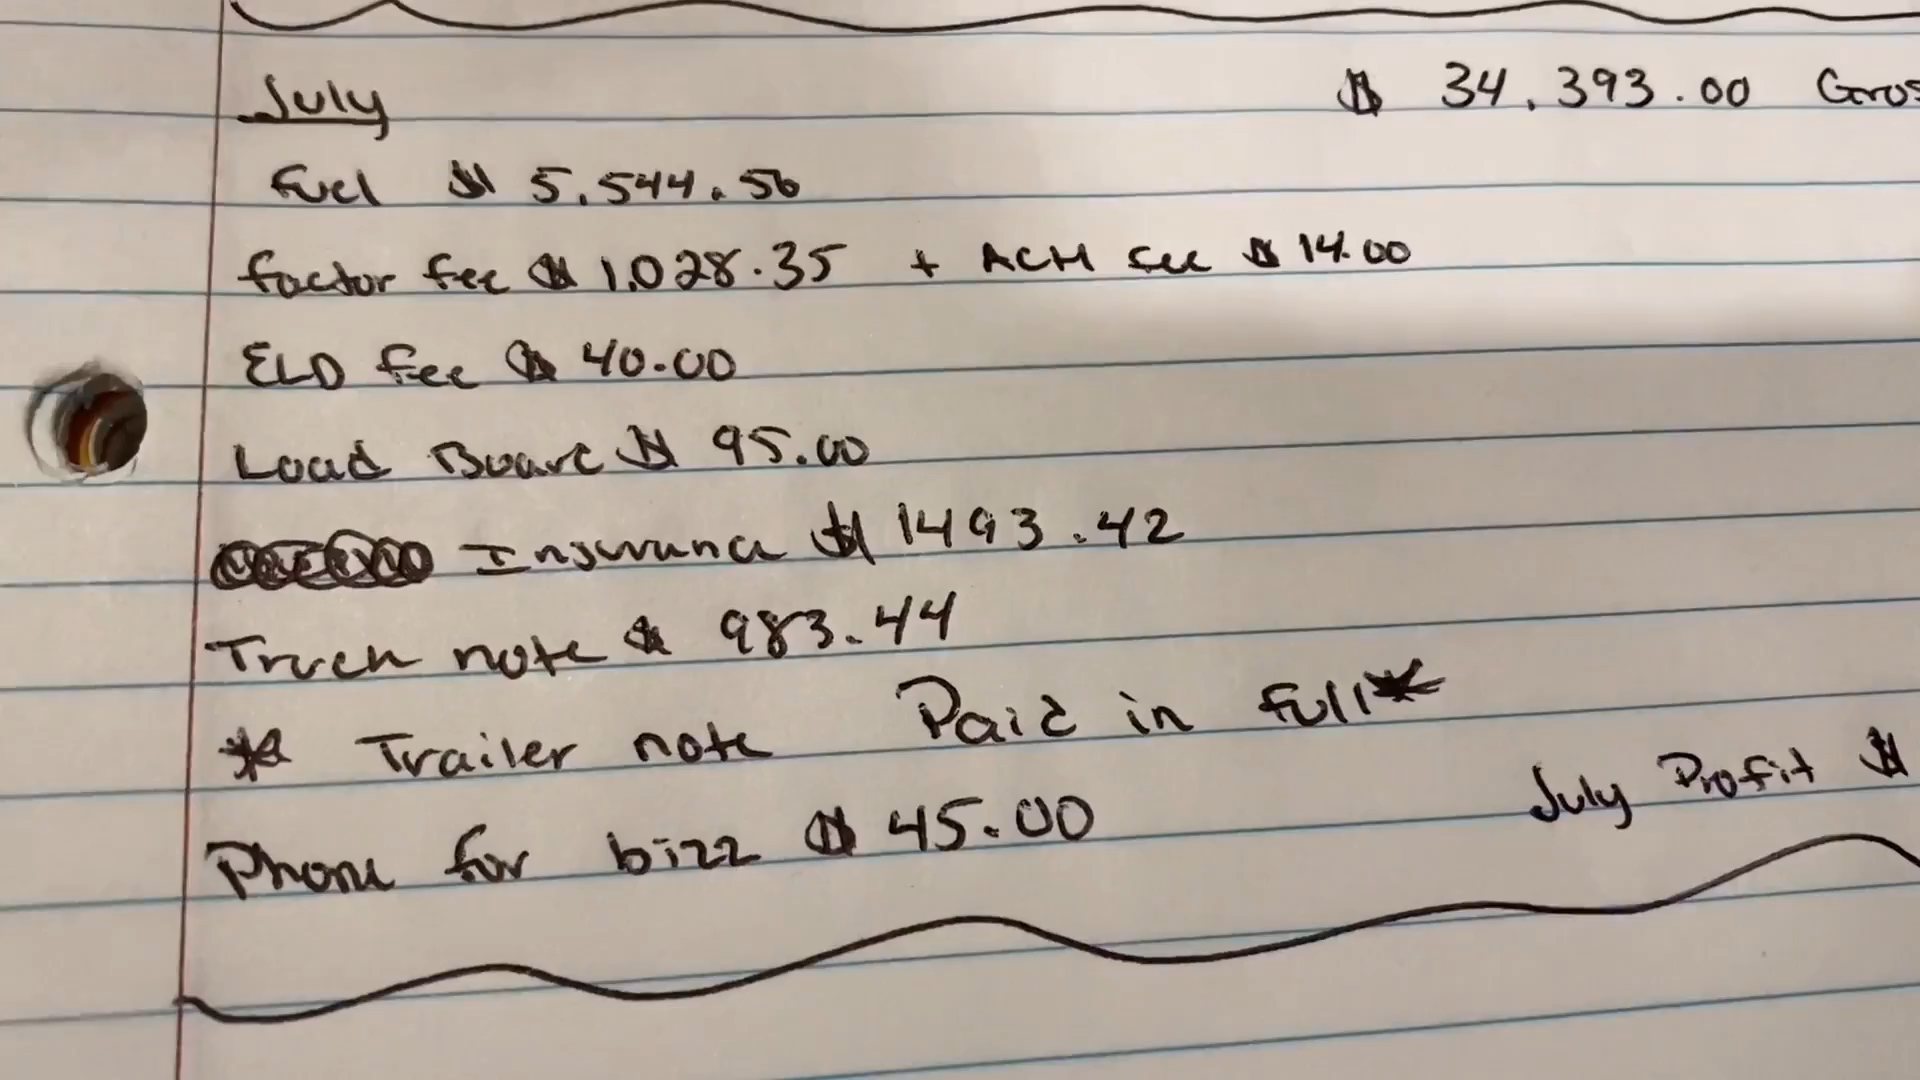 July $ 34,393.00 Gros
Fuel $ 5,544.56
factor fee $ 1,028.35 + ACH fee $ 14.00
ELD fee $ 40.00
Load Board $ 95.00
Insurance $ 1493.42
Truck note $ 983.44
* Trailer note Paid in full*
July Profit $
Phone for bizz $ 45.00